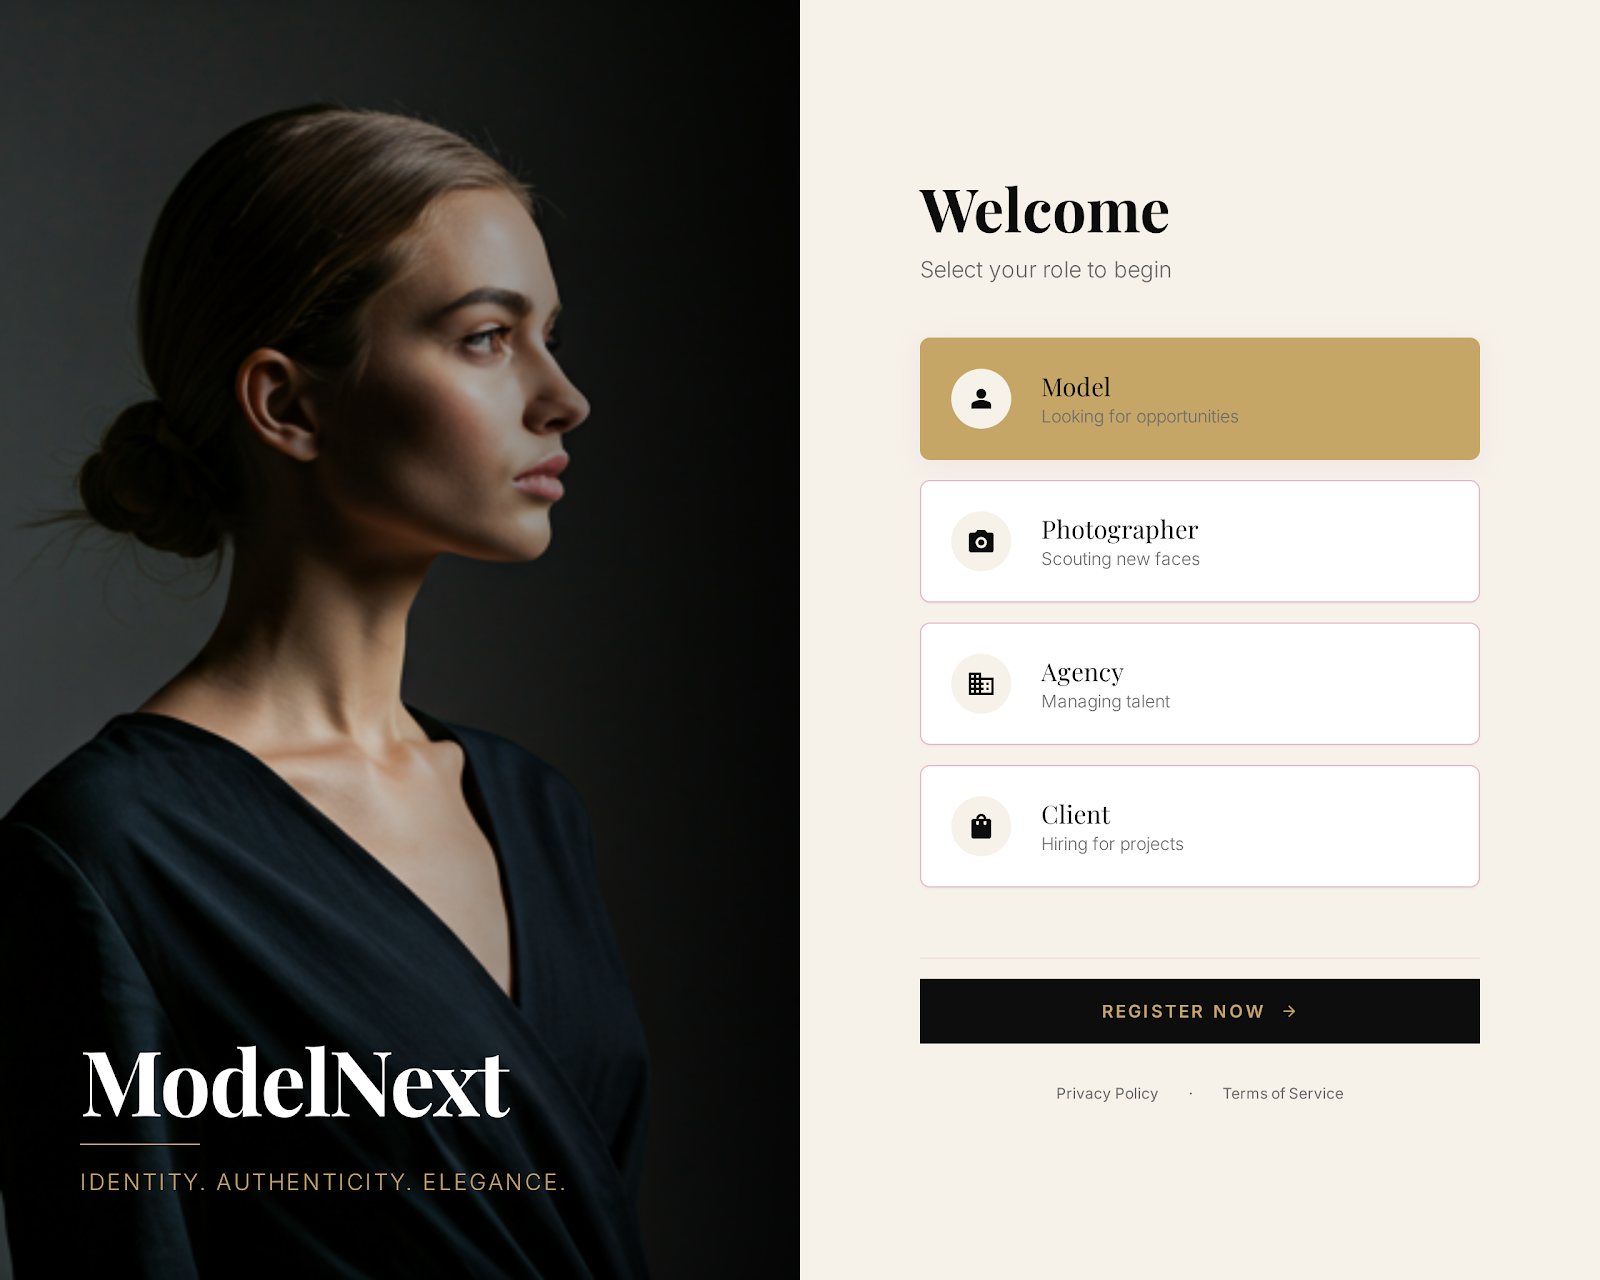 ModelNext
IDENTITY. AUTHENTICITY. ELEGANCE.
Welcome
Select your role to begin
Model
Looking for opportunities
Photographer
Scouting new faces
Agency
Managing talent
Client
Hiring for projects
REGISTER NOW →
Privacy Policy · Terms of Service